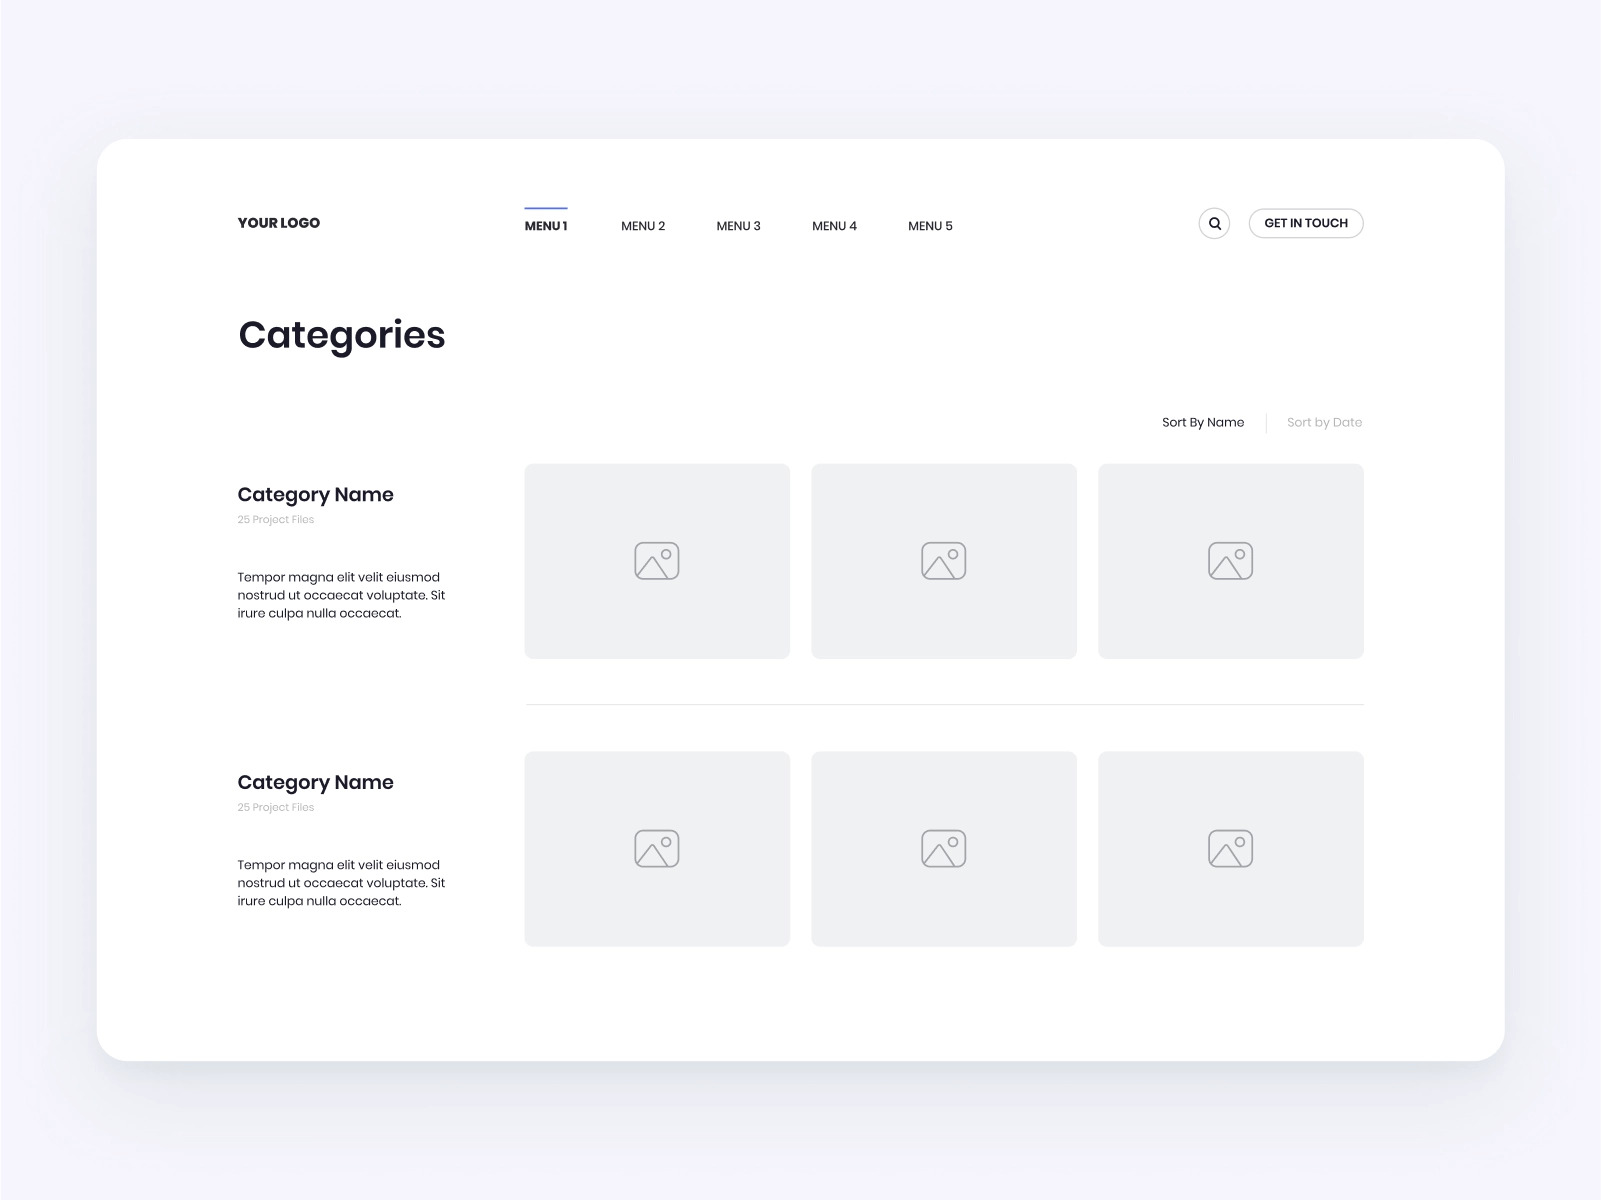 YOUR LOGO
MENU 1
MENU 2
MENU 3
MENU 4
MENU 5
GET IN TOUCH
Categories
Sort By Name
Sort by Date
Category Name
25 Project Files
Tempor magna elit velit eiusmod
nostrud ut occaecat voluptate. Sit
irure culpa nulla occaecat.
Category Name
25 Project Files
Tempor magna elit velit eiusmod
nostrud ut occaecat voluptate. Sit
irure culpa nulla occaecat.